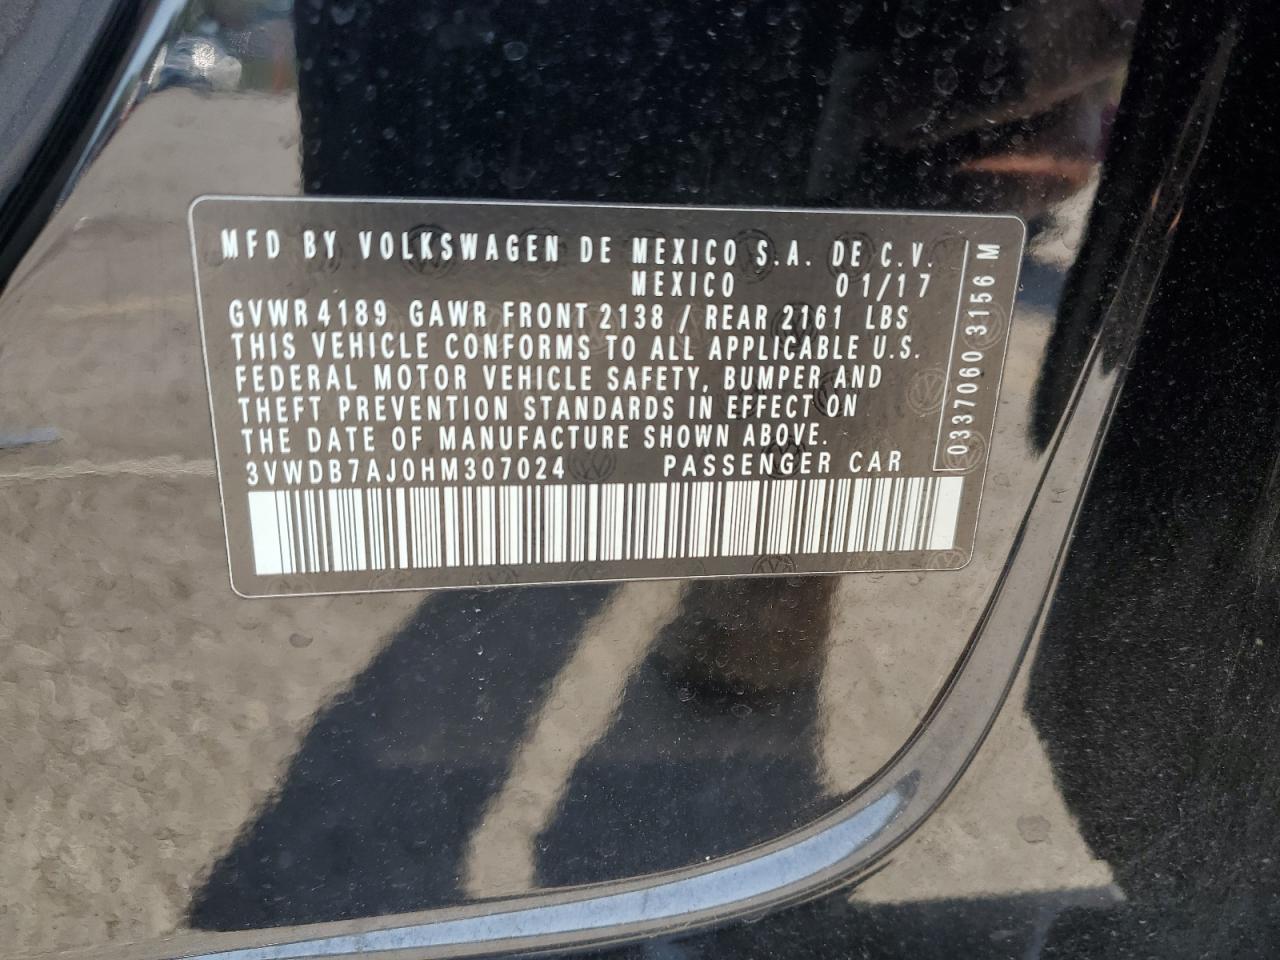 MFD BY VOLKSWAGEN DE MEXICO S.A. DE C.V.
MEXICO 01/17
GVWR 4189 GAWR FRONT 2138 / REAR 2161 LBS
THIS VEHICLE CONFORMS TO ALL APPLICABLE U.S.
FEDERAL MOTOR VEHICLE SAFETY, BUMPER AND
THEFT PREVENTION STANDARDS IN EFFECT ON
THE DATE OF MANUFACTURE SHOWN ABOVE.
3VWDB7AJ0HM307024 PASSENGER CAR
0337060 3156 M